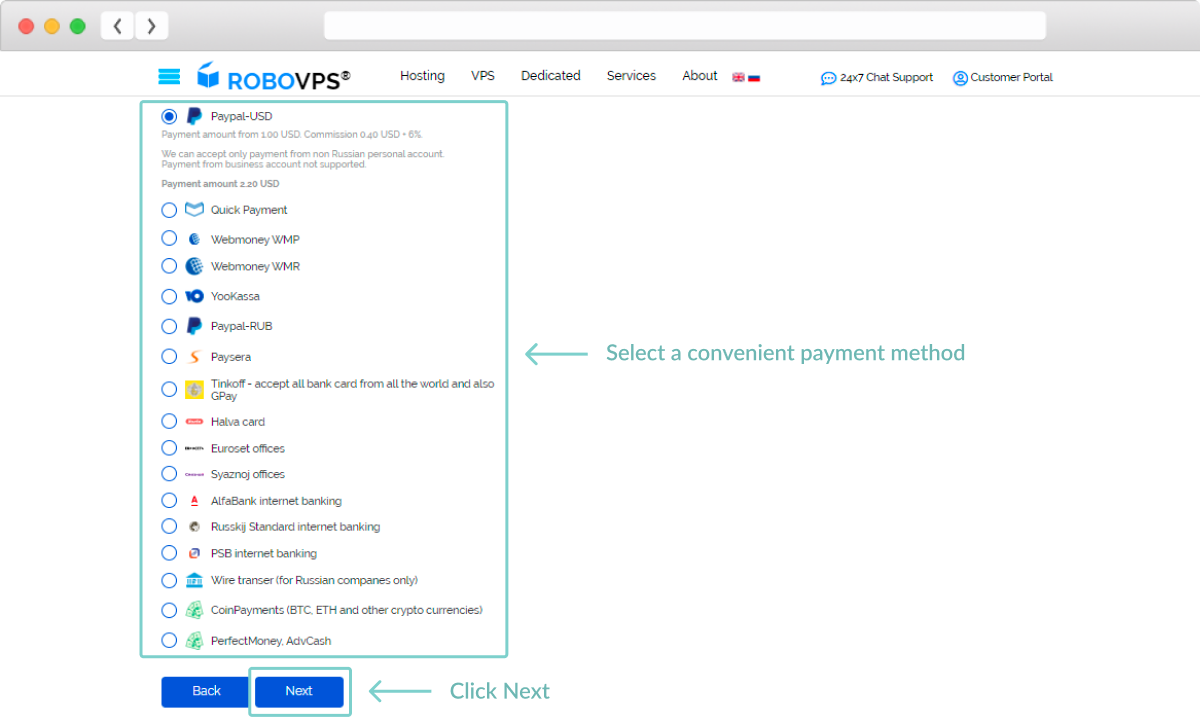 ROBOVPS®
Hosting VPS Dedicated Services About 24x7 Chat Support Customer Portal
Paypal-USD
Payment amount from 1.00 USD. Commission 0.40 USD + 6%.
We can accept only payment from non Russian personal account.
Payment from business account not supported.
Payment amount 2.20 USD
Quick Payment
Webmoney WMP
Webmoney WMR
YooKassa
Paypal-RUB
Paysera
Select a convenient payment method
Tinkoff - accept all bank card from all the world and also
GPay
Halva card
Euroset offices
Syaznoj offices
AlfaBank internet banking
Russkij Standard internet banking
PSB internet banking
Wire transer (for Russian companes only)
CoinPayments (BTC, ETH and other crypto currencies)
PerfectMoney, AdvCash
Back Next Click Next